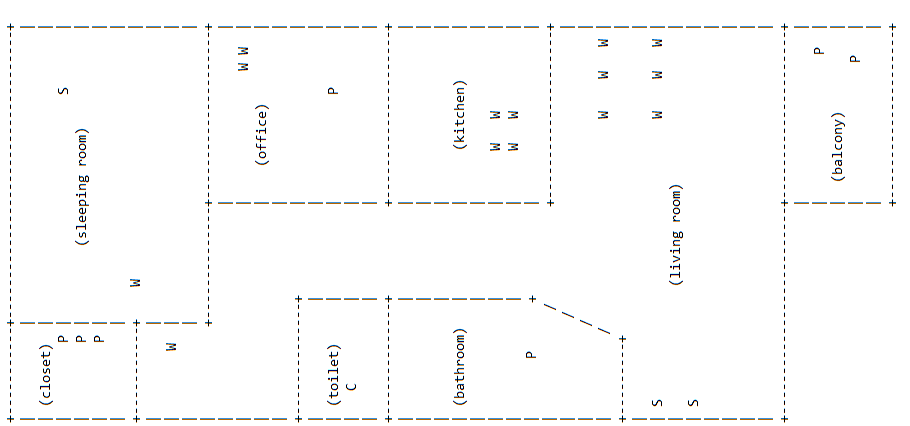 (closet)
P S
P (sleeping room)
P
W
W
W W
(office)
(toilet) P
C
(bathroom) (kitchen)
W W
W W
P
W W W
S W W W
(living room)
S
P
(balcony)
P